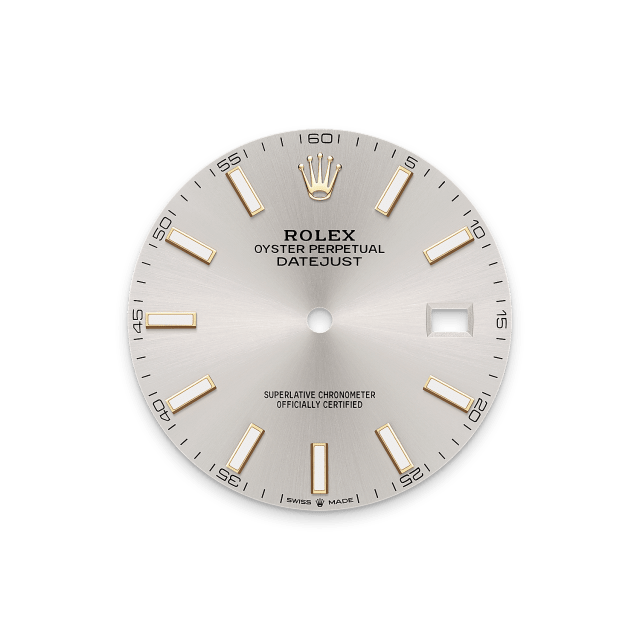 60
5
10
15
20
25
35
40
45
50
55
ROLEX
OYSTER PERPETUAL
DATEJUST
SUPERLATIVE CHRONOMETER
OFFICIALLY CERTIFIED
SWISS MADE